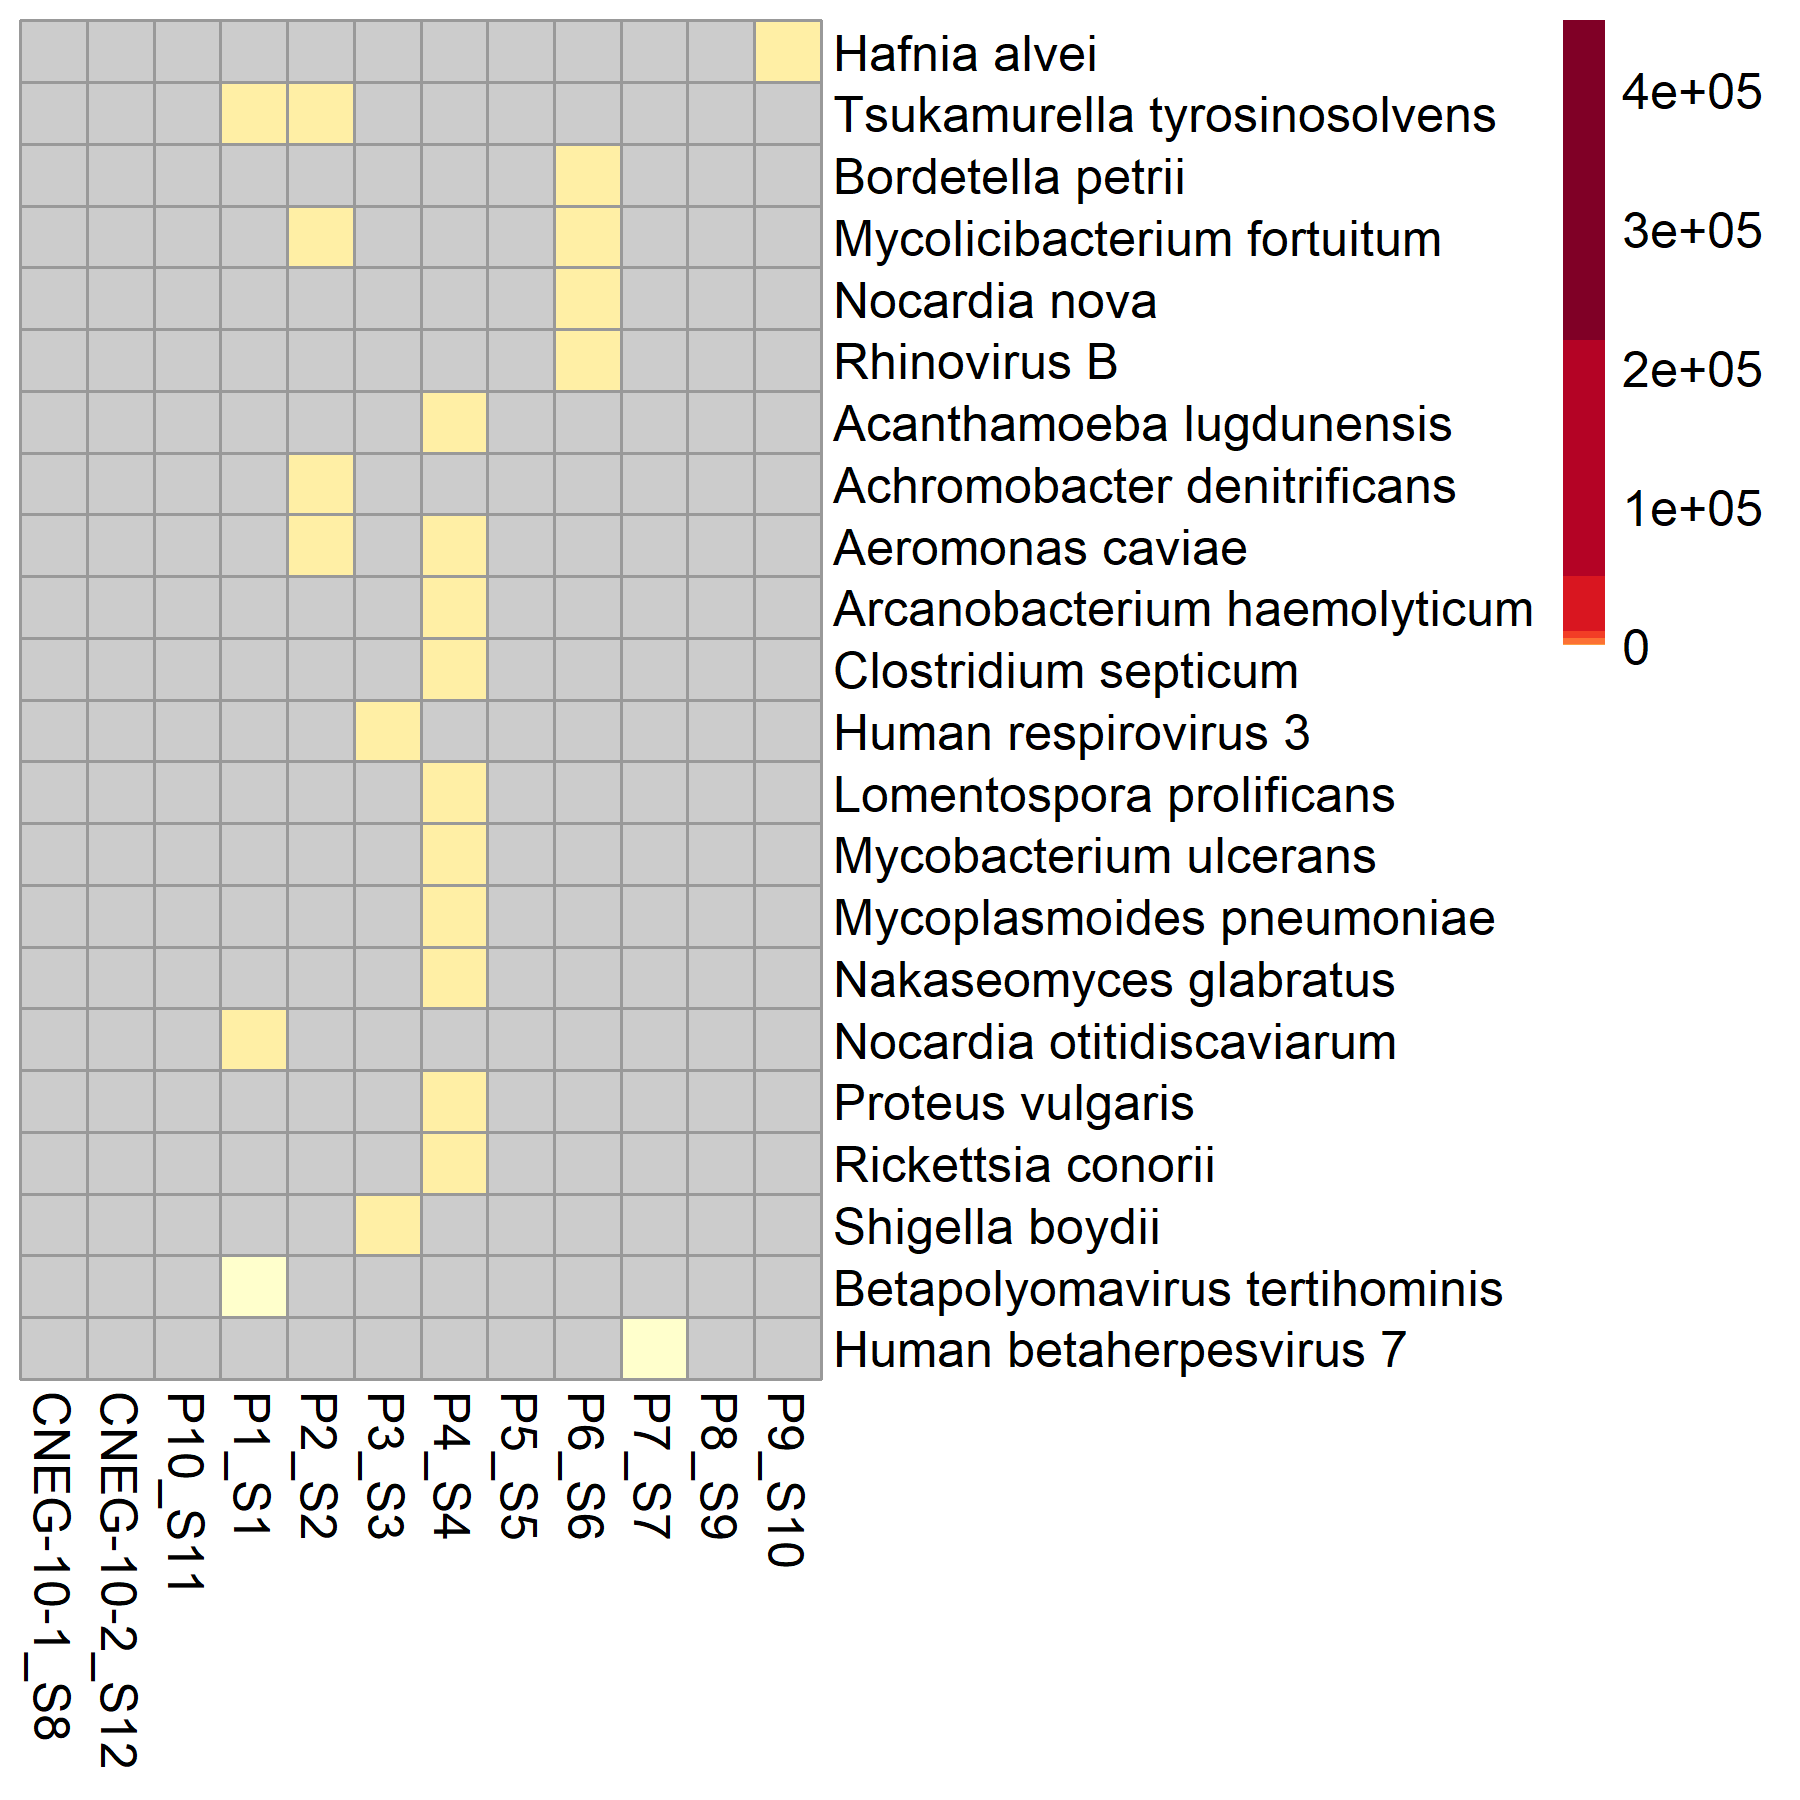 Hafnia alvei
Tsukamurella tyrosinosolvens
Bordetella petrii
Mycolicibacterium fortuitum
Nocardia nova
Rhinovirus B
Acanthamoeba lugdunensis
Achromobacter denitrificans
Aeromonas caviae
Arcanobacterium haemolyticum
Clostridium septicum
Human respirovirus 3
Lomentospora prolificans
Mycobacterium ulcerans
Mycoplasmoides pneumoniae
Nakaseomyces glabratus
Nocardia otitidiscaviarum
Proteus vulgaris
Rickettsia conorii
Shigella boydii
Betapolyomavirus tertihominis
Human betaherpesvirus 7
4e+05
3e+05
2e+05
1e+05
0
CNEG-10-1_S8
CNEG-10-2_S12
P10_S11
P1_S1
P2_S2
P3_S3
P4_S4
P5_S5
P6_S6
P7_S7
P8_S9
P9_S10